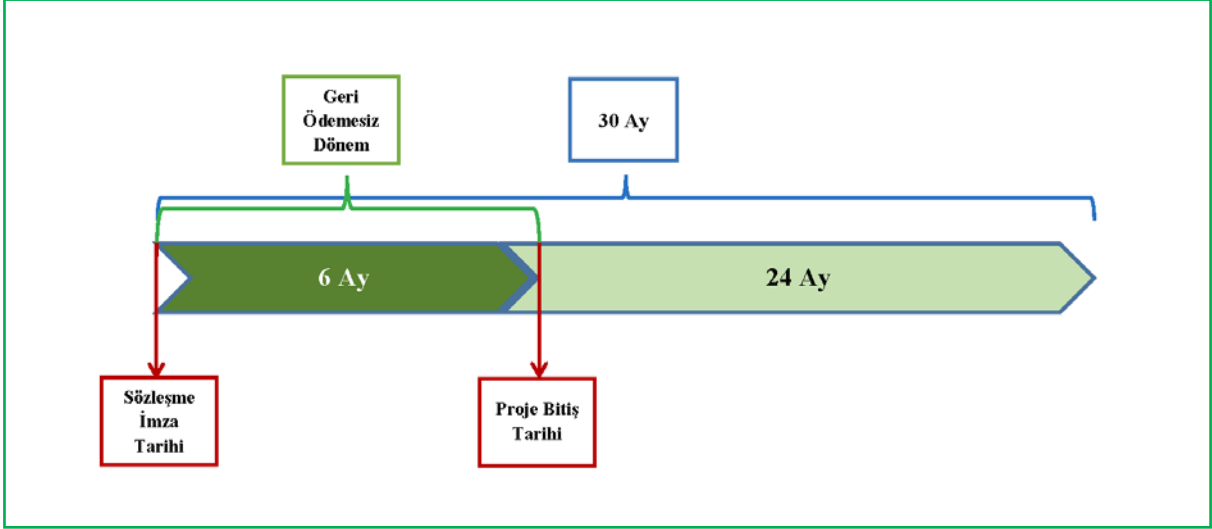 Geri
Ödemesiz
Dönem
30 Ay
6 Ay
24 Ay
Sözleşme
İmza
Tarihi
Proje Bitiş
Tarihi